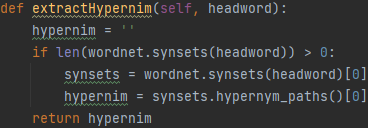 def extractHypernim(self, headword):
    hypernim = ''
    if len(wordnet.synsets(headword)) > 0:
        synsets = wordnet.synsets(headword)[0]
        hypernim = synsets.hypernym_paths()[0]
    return hypernim